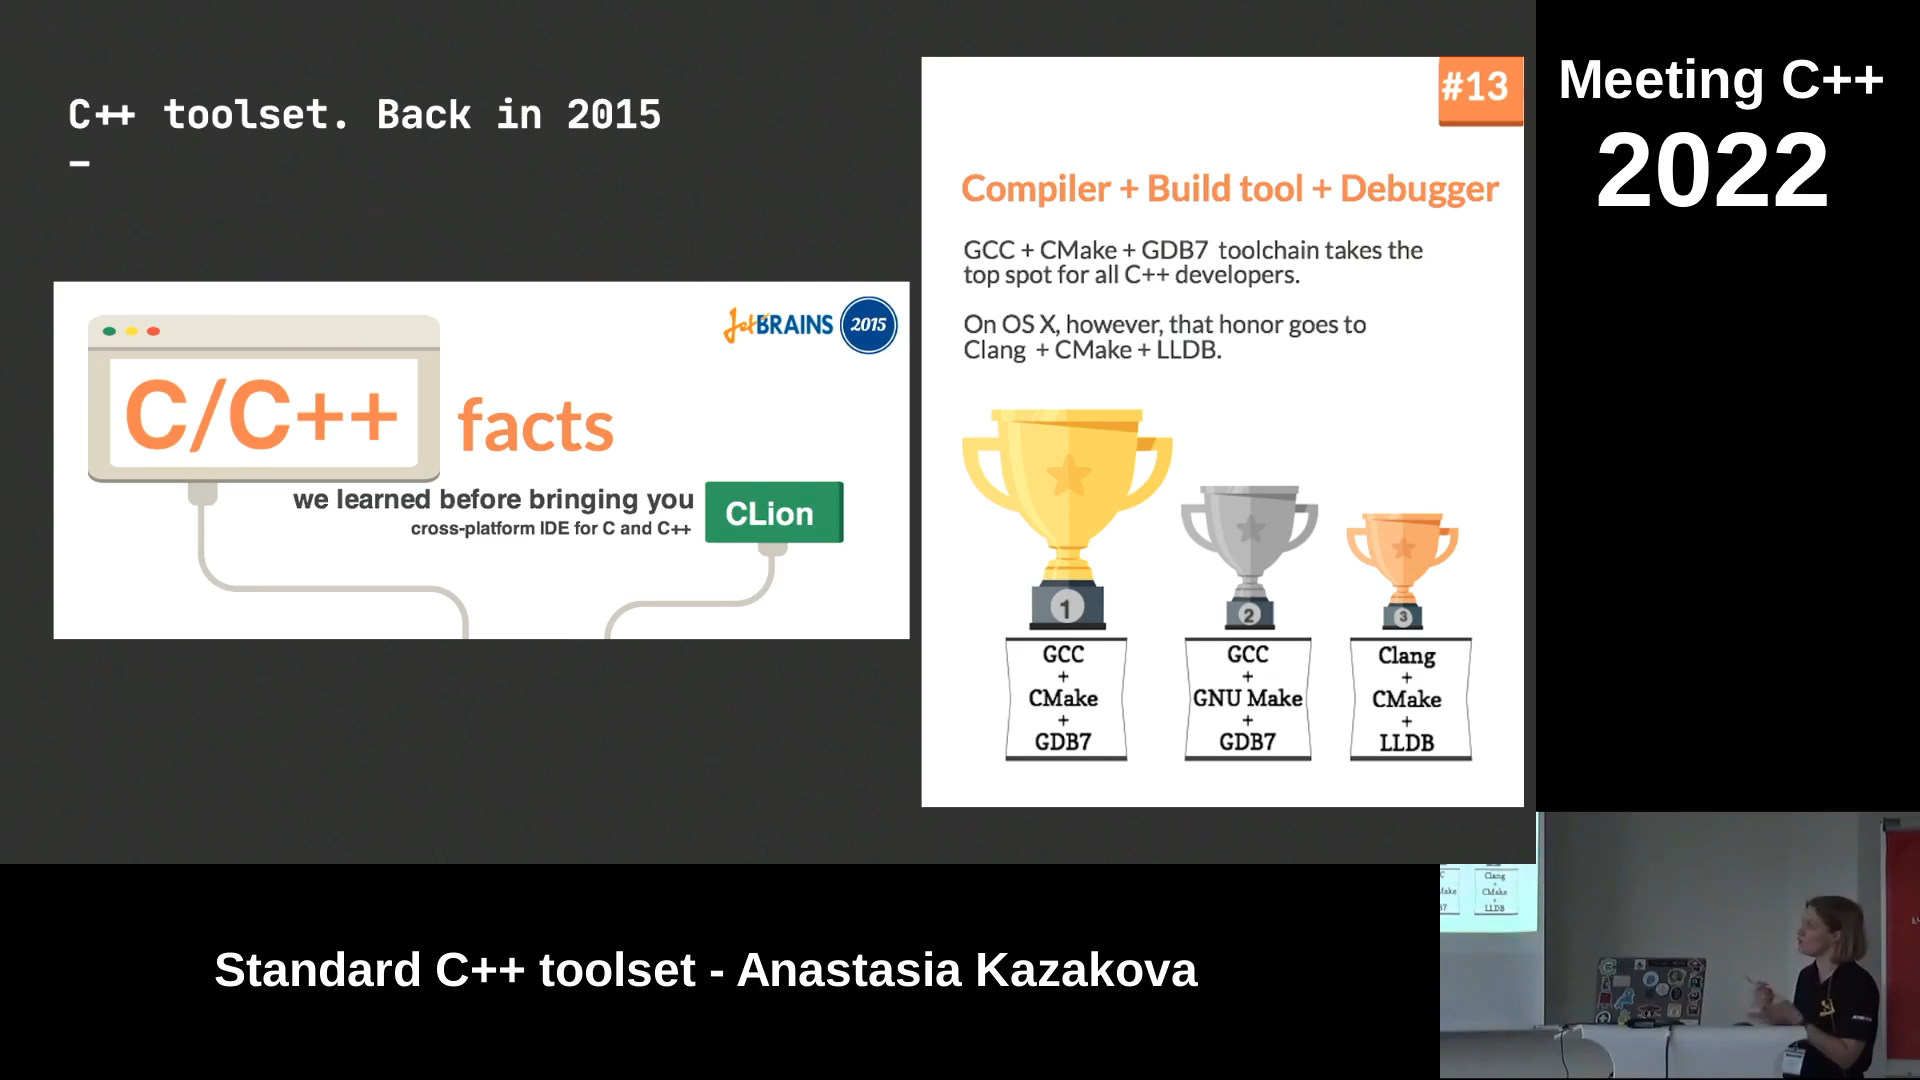 C++ toolset. Back in 2015
–
JetBRAINS 2015
C/C++ facts
we learned before bringing you
cross-platform IDE for C and C++
CLion
#13
Compiler + Build tool + Debugger
GCC + CMake + GDB7 toolchain takes the
top spot for all C++ developers.
On OS X, however, that honor goes to
Clang + CMake + LLDB.
1
2
3
GCC
+
CMake
+
GDB7
GCC
+
GNU Make
+
GDB7
Clang
+
CMake
+
LLDB
Meeting C++
2022
Clang
+
CMake
+
LLDB
Standard C++ toolset - Anastasia Kazakova